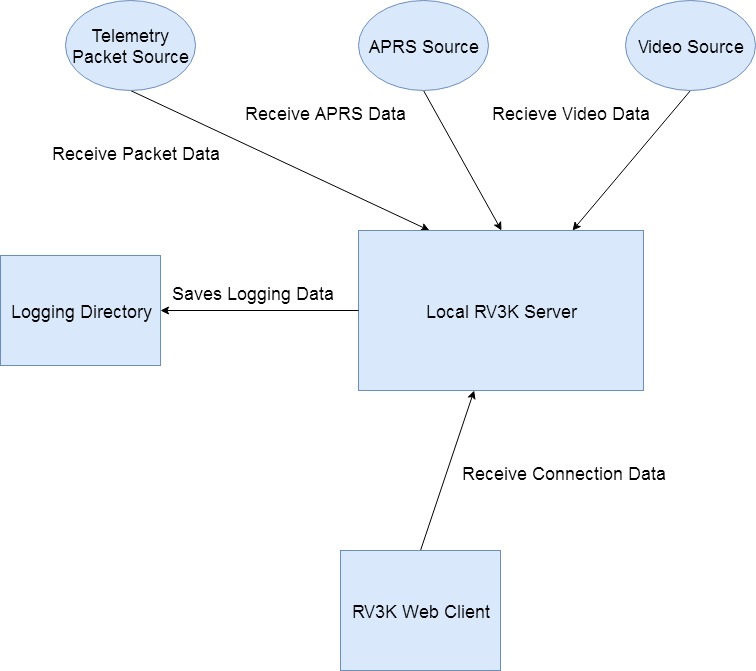 Telemetry
Packet Source
APRS Source
Video Source
Receive APRS Data
Recieve Video Data
Receive Packet Data
Saves Logging Data
Logging Directory
Local RV3K Server
Receive Connection Data
RV3K Web Client